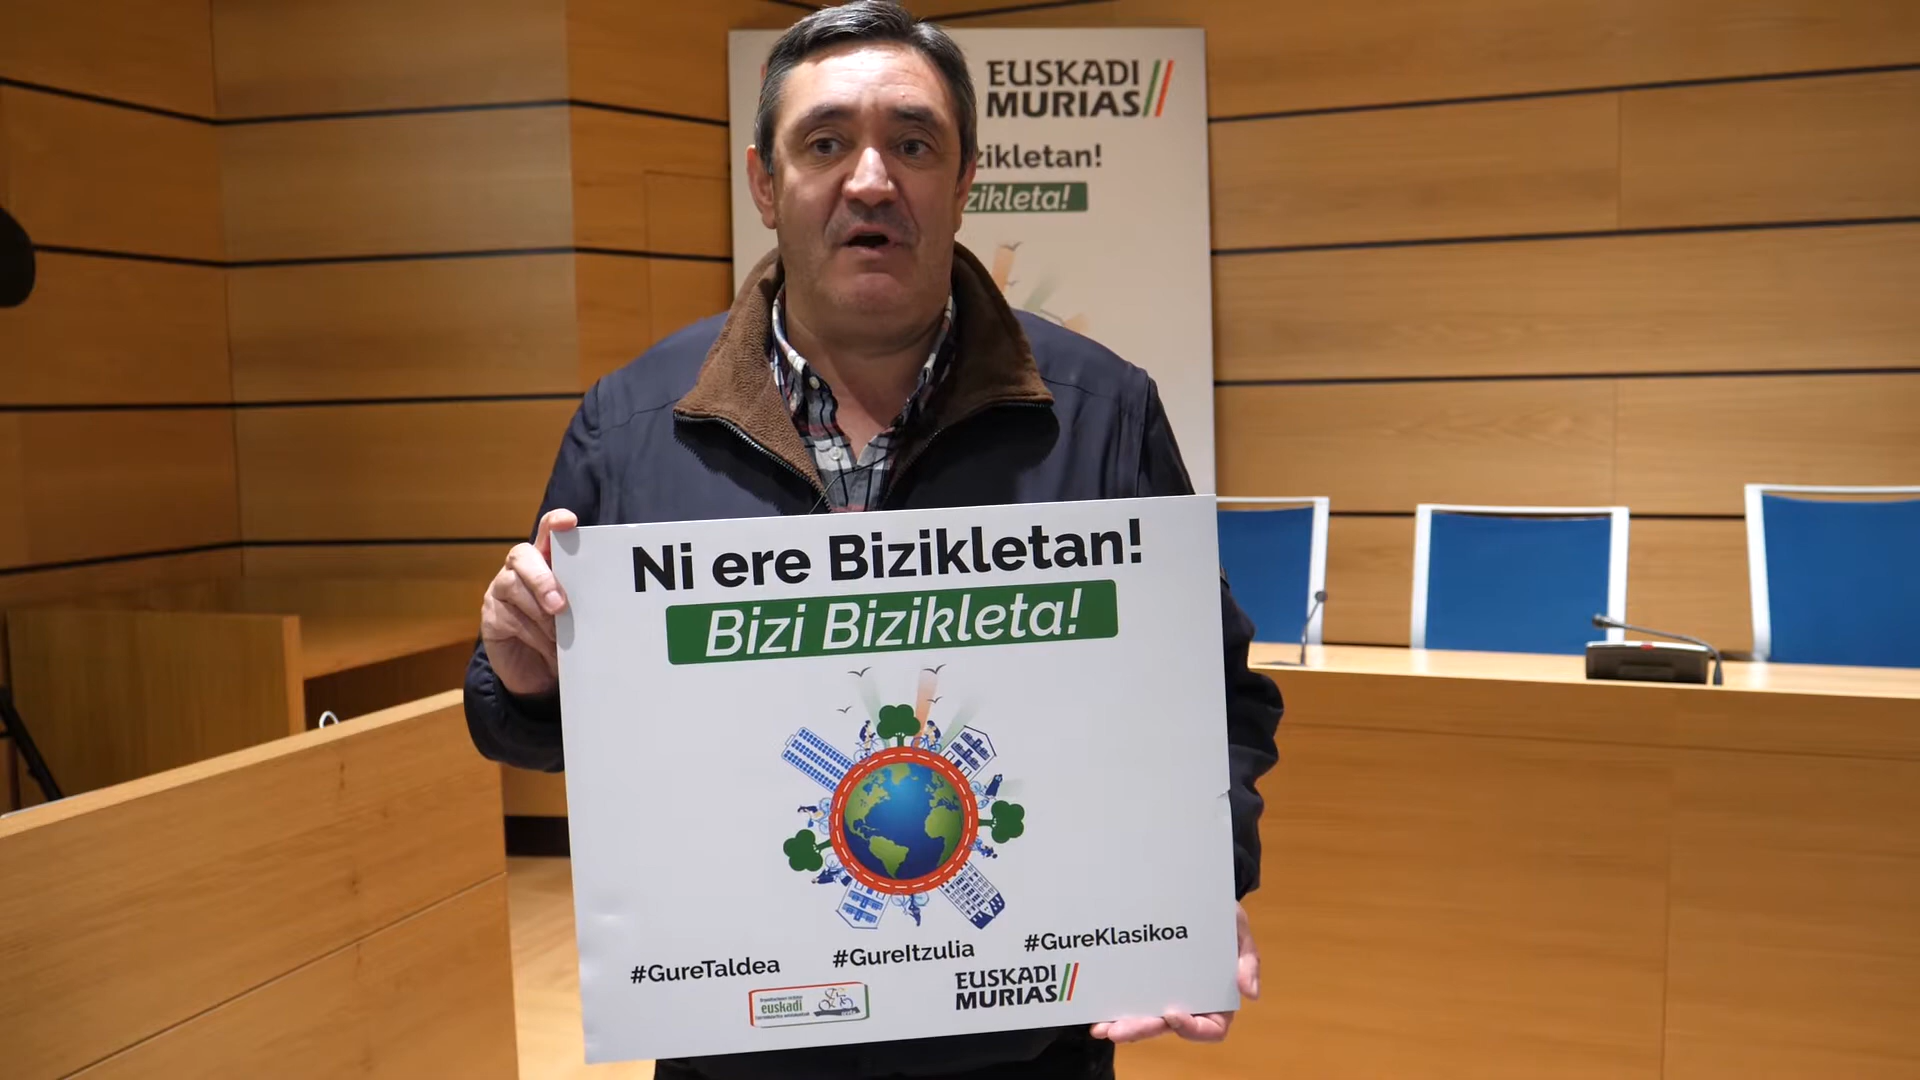 EUSKADI
MURIAS
zikletan!
zikleta!
Ni ere Bizikletan!
Bizi Bizikleta!
#GureTaldea
#GureItzulia
#GureKlasikoa
euskadi
EUSKADI
MURIAS